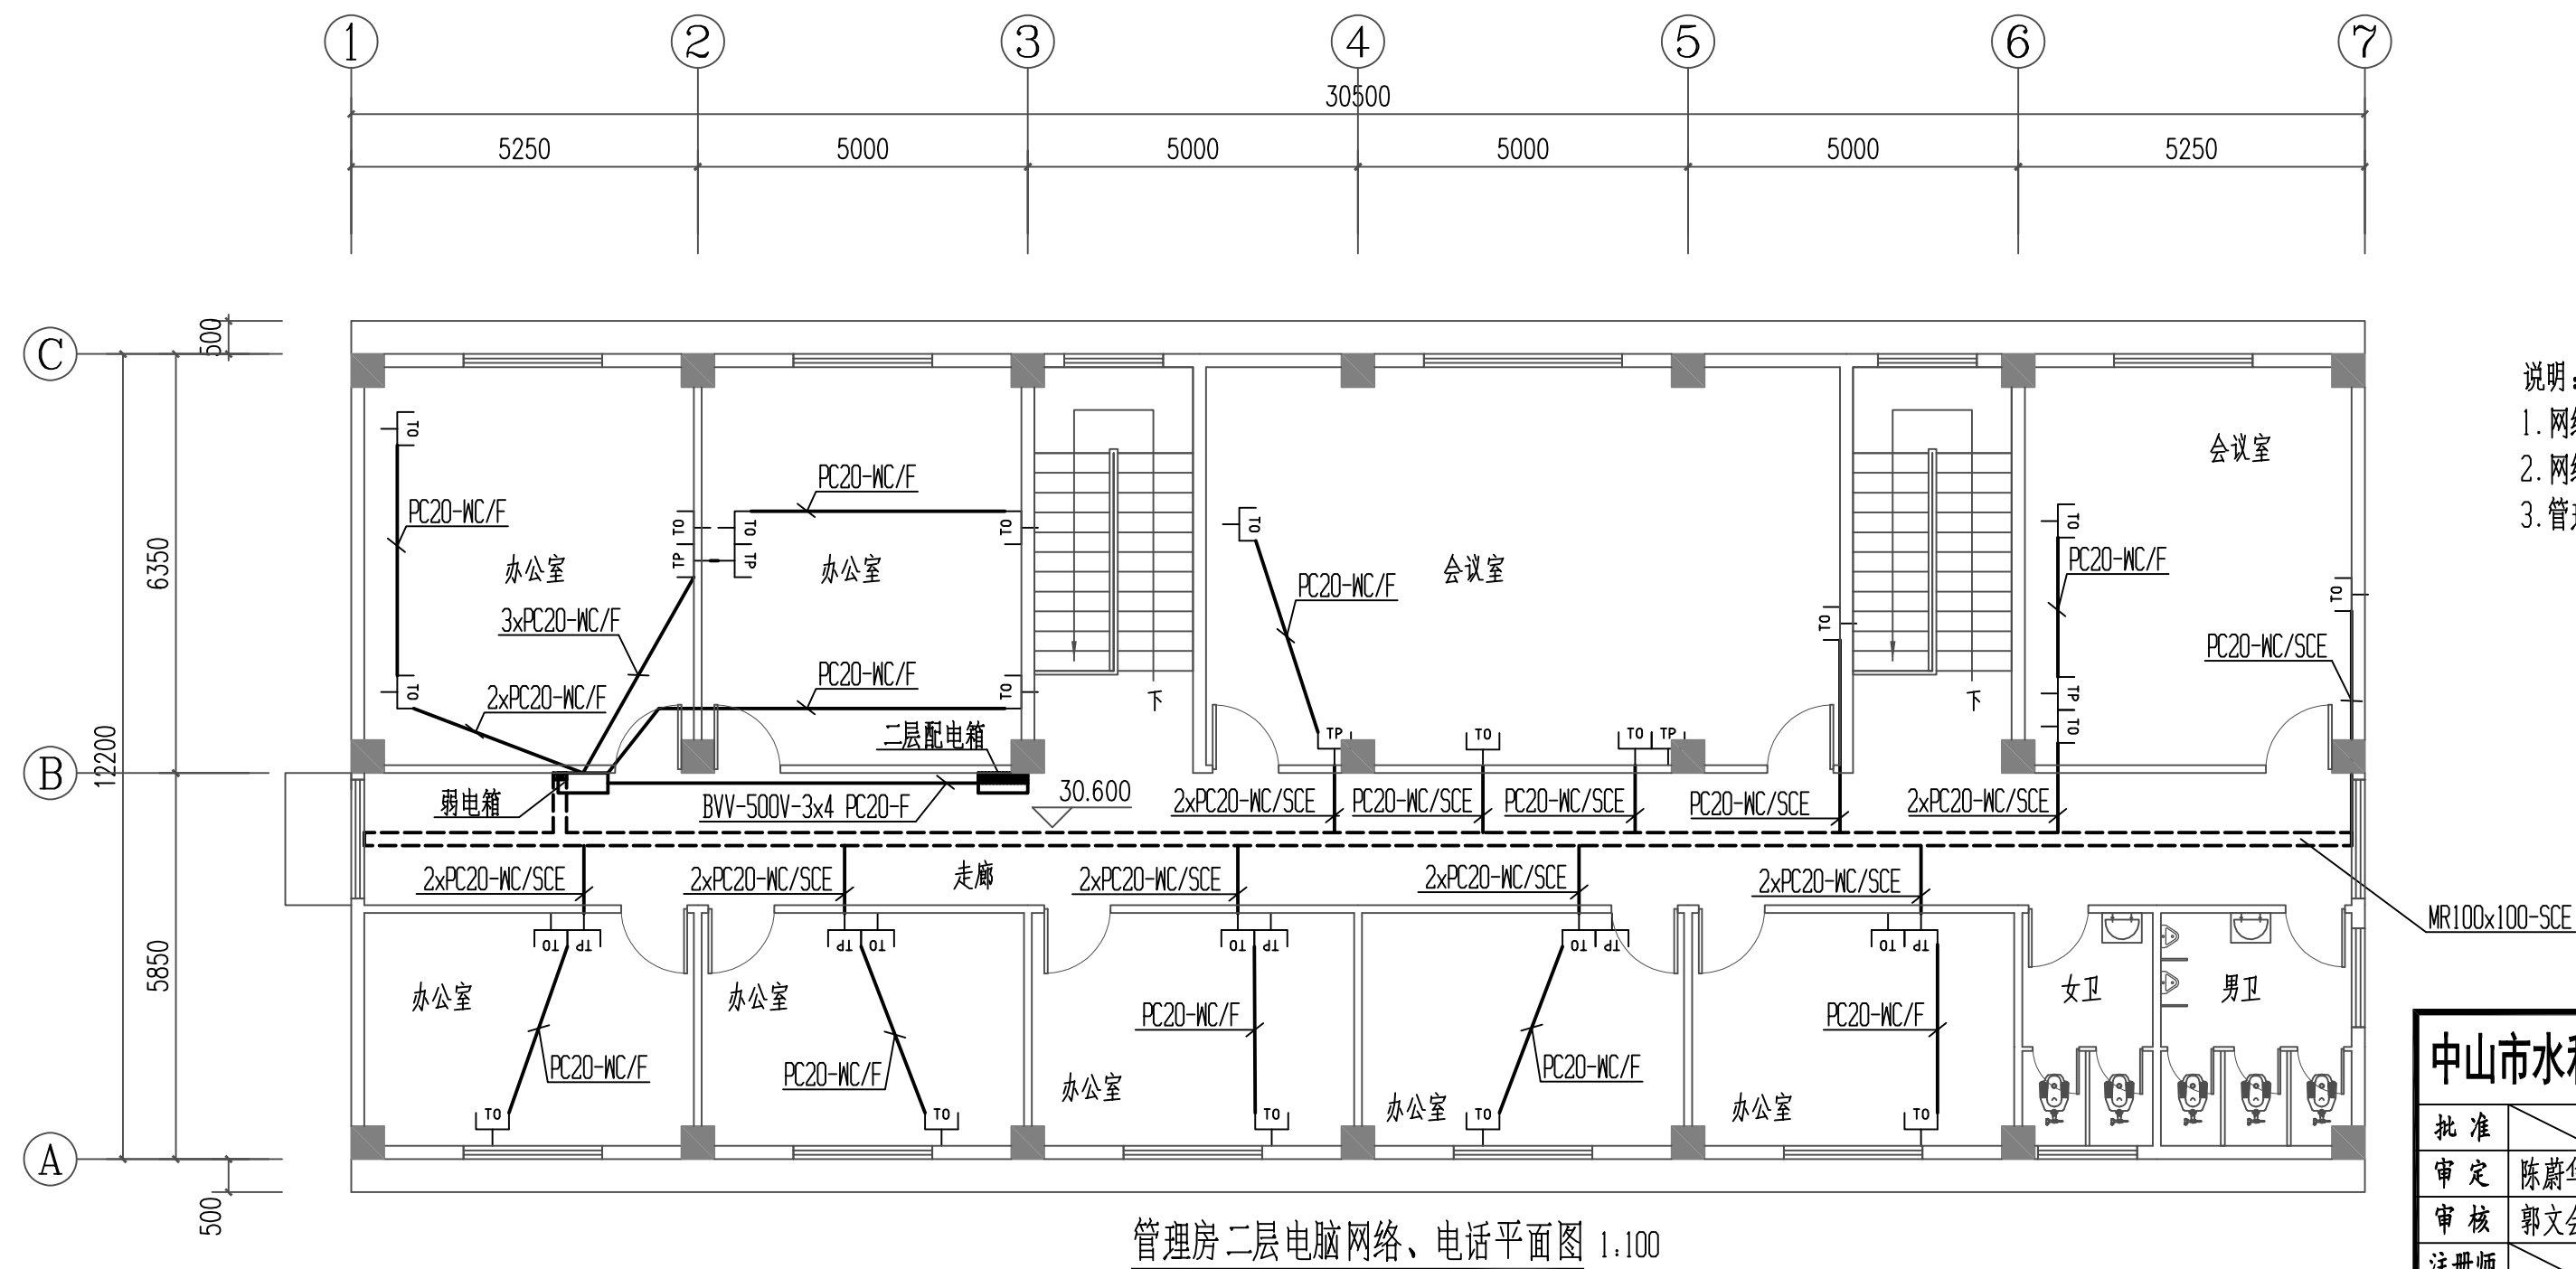 1 2 3 4 5 6 7
30500
5250 5000 5000 5000 5000 5250
500
C
说明:
会议室
1.网
TO
2.网
PC20-WC/F
3.管
PC20-WC/F
TO TO TO TO TO
TP TP
办公室 办公室 会议室
PC20-WC/F PC20-WC/F
6350
TO TO
3xPC20-WC/F
PC20-WC/SCE
PC20-WC/F
2xPC20-WC/F
TO TO TP
下 下
12200
二层配电箱
TP TO TO TP TO
B
弱电箱
BVV-500V-3x4 PC20-F
30.600
2xPC20-WC/SCE PC20-WC/SCE PC20-WC/SCE PC20-WC/SCE 2xPC20-WC/SCE
2xPC20-WC/SCE 2xPC20-WC/SCE 走廊 2xPC20-WC/SCE 2xPC20-WC/SCE 2xPC20-WC/SCE
MR100x100-SCE
TO TP TP TO TO TP TO TP TO TP
5850
办公室 办公室 女卫 男卫
PC20-WC/F PC20-WC/F
PC20-WC/F PC20-WC/F PC20-WC/F
办公室 办公室 办公室
TO TO TO TO TO
A
500
管理房二层电脑网络、电话平面图 1:100
中山市水
批 准
审 定 陈蔚
审 核 郭文
注册师